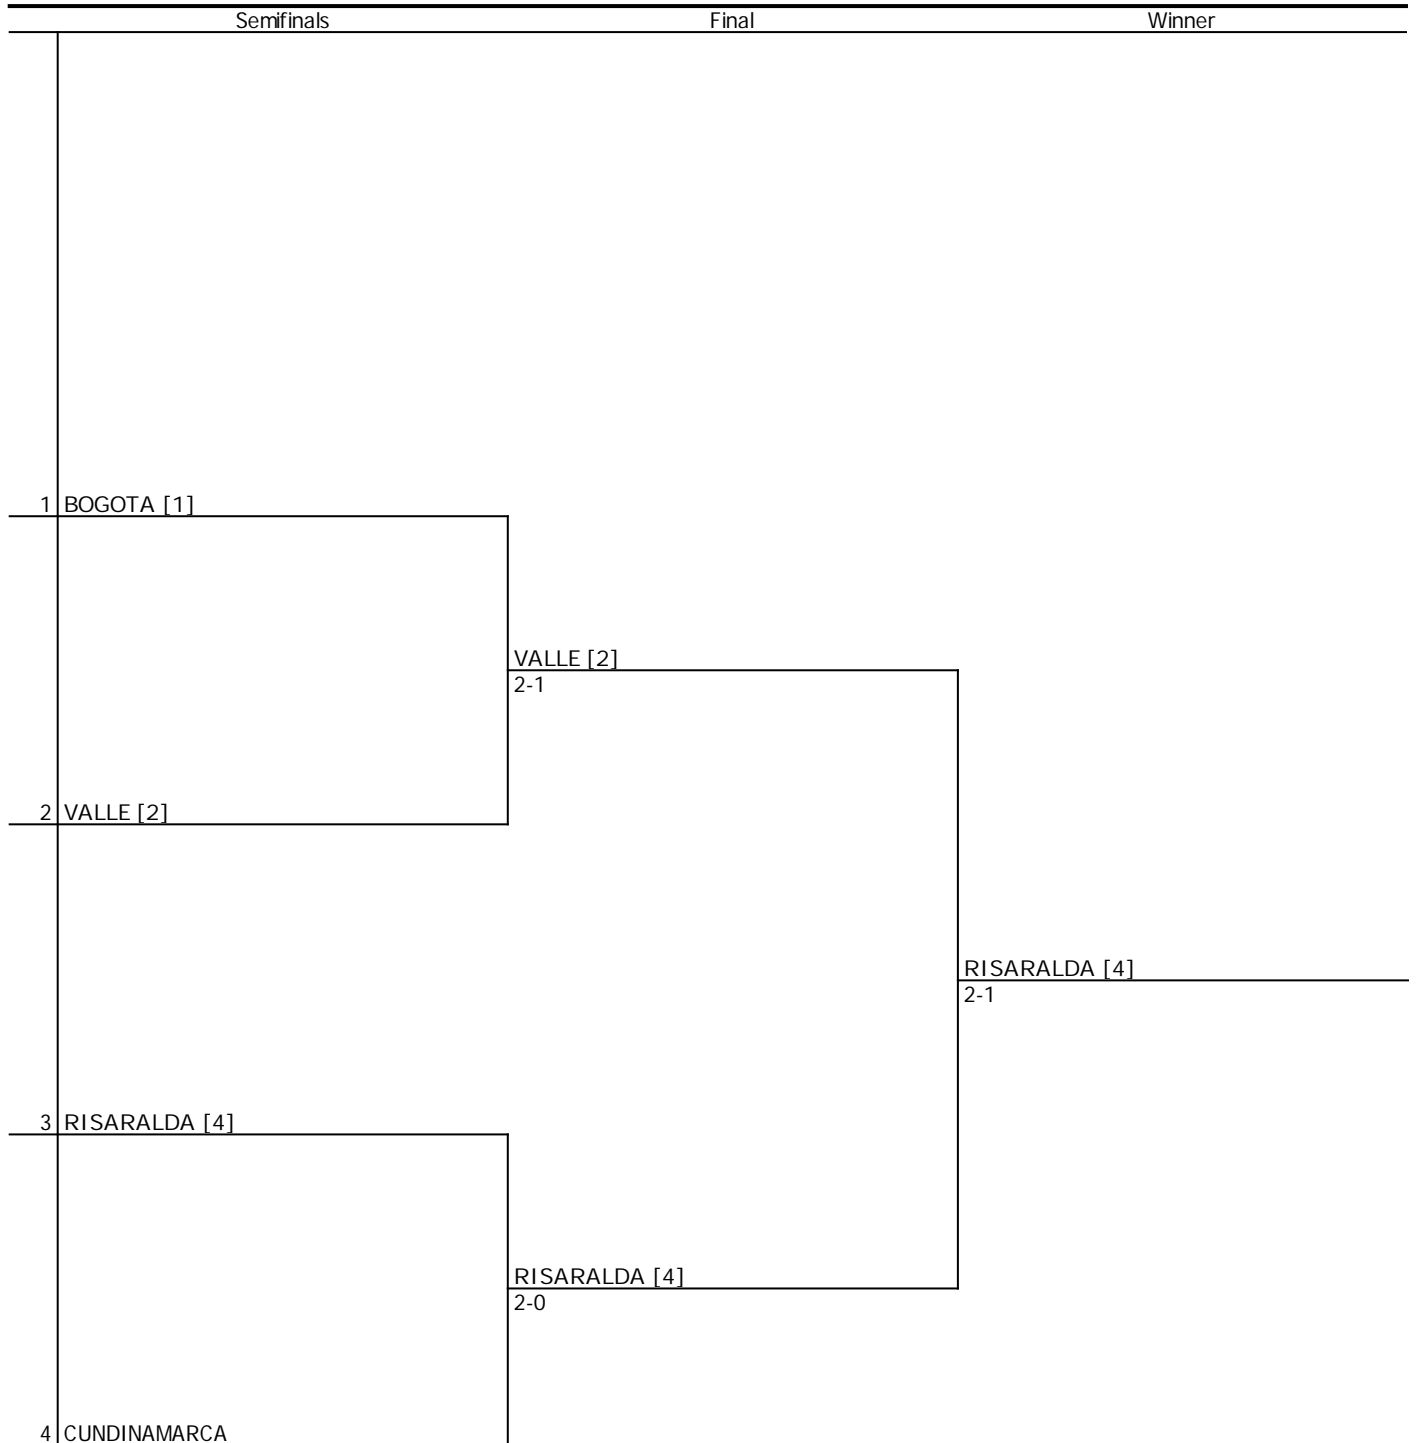 Semifinals Final Winner
1 BOGOTA [1]
VALLE [2]
2-1
2 VALLE [2]
RISARALDA [4]
2-1
3 RISARALDA [4]
RISARALDA [4]
2-0
4 CUNDINAMARCA